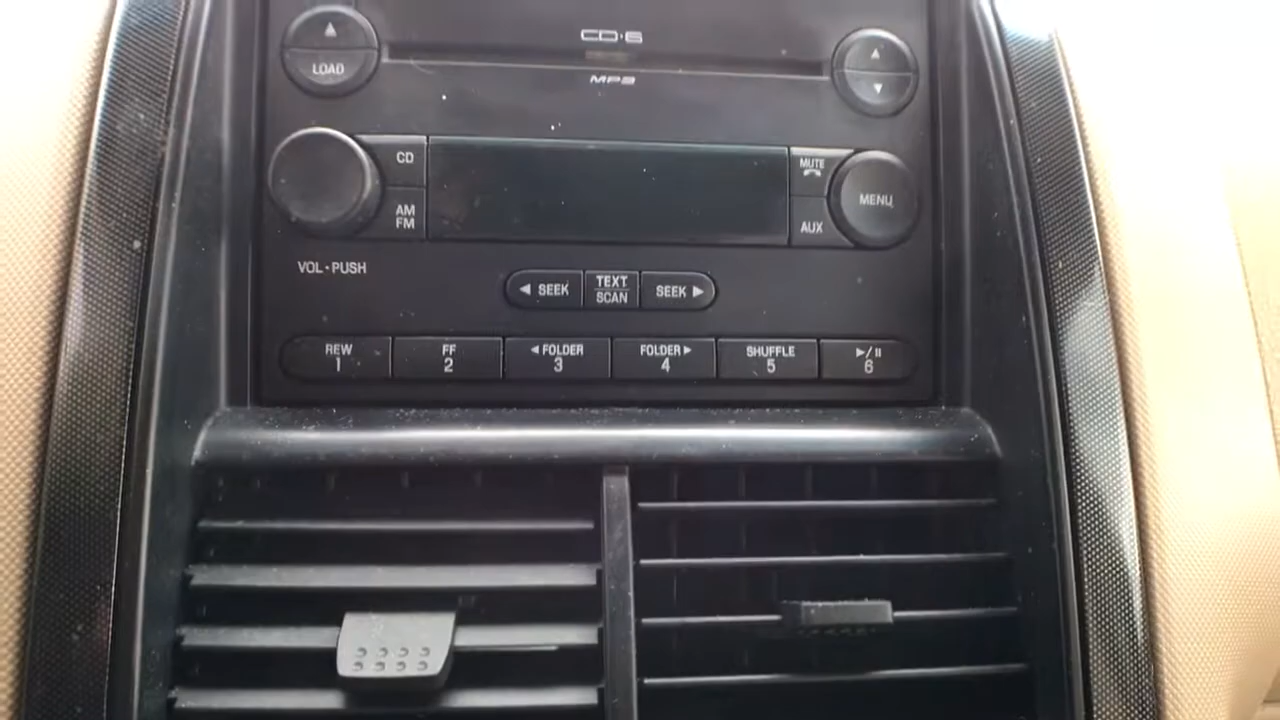 CD·6
LOAD
MP3
CD
MUTE
MENU
AM
FM
AUX
VOL·PUSH
◄ SEEK
TEXT
SCAN
SEEK ►
REW
1
FF
2
◄ FOLDER
3
FOLDER ►
4
SHUFFLE
5
►/II
6